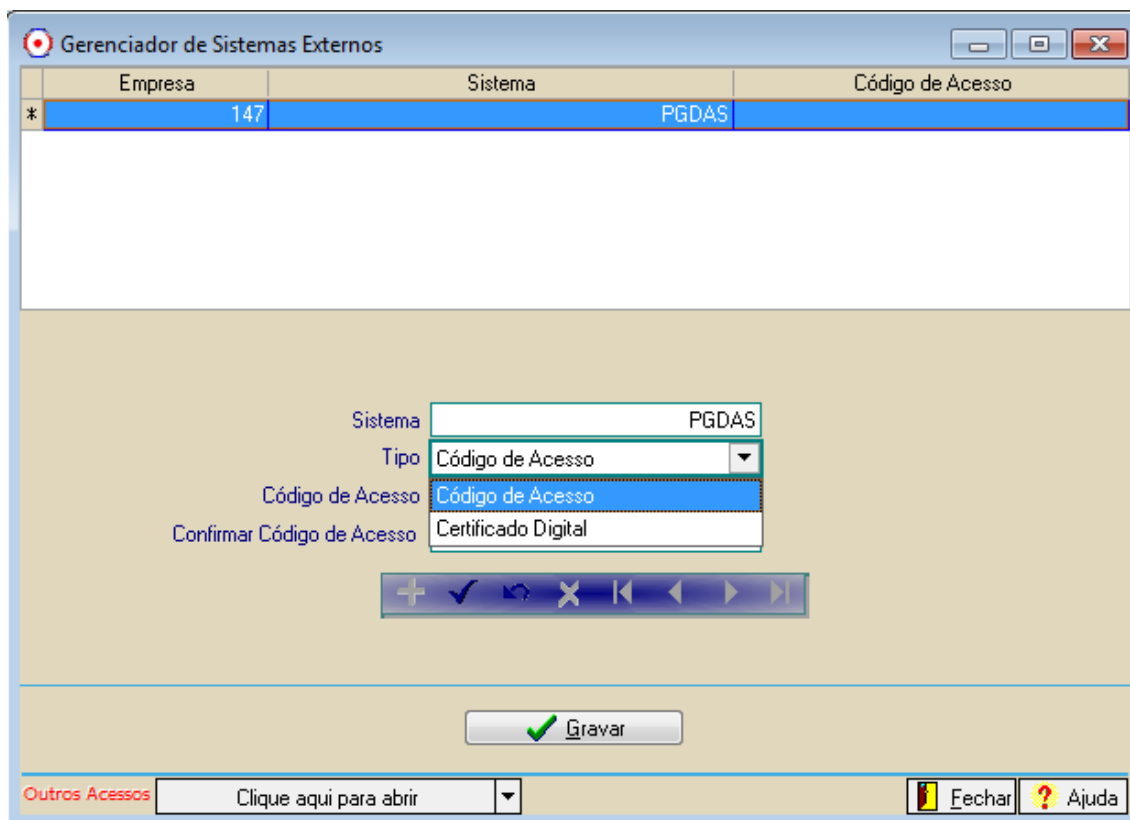 Gerenciador de Sistemas Externos
Empresa Sistema Código de Acesso
* 147 PGDAS
Sistema PGDAS
Tipo Código de Acesso
Código de Acesso Código de Acesso
Certificado Digital
Confirmar Código de Acesso
Gravar
Outros Acessos Clique aqui para abrir Fechar ? Ajuda